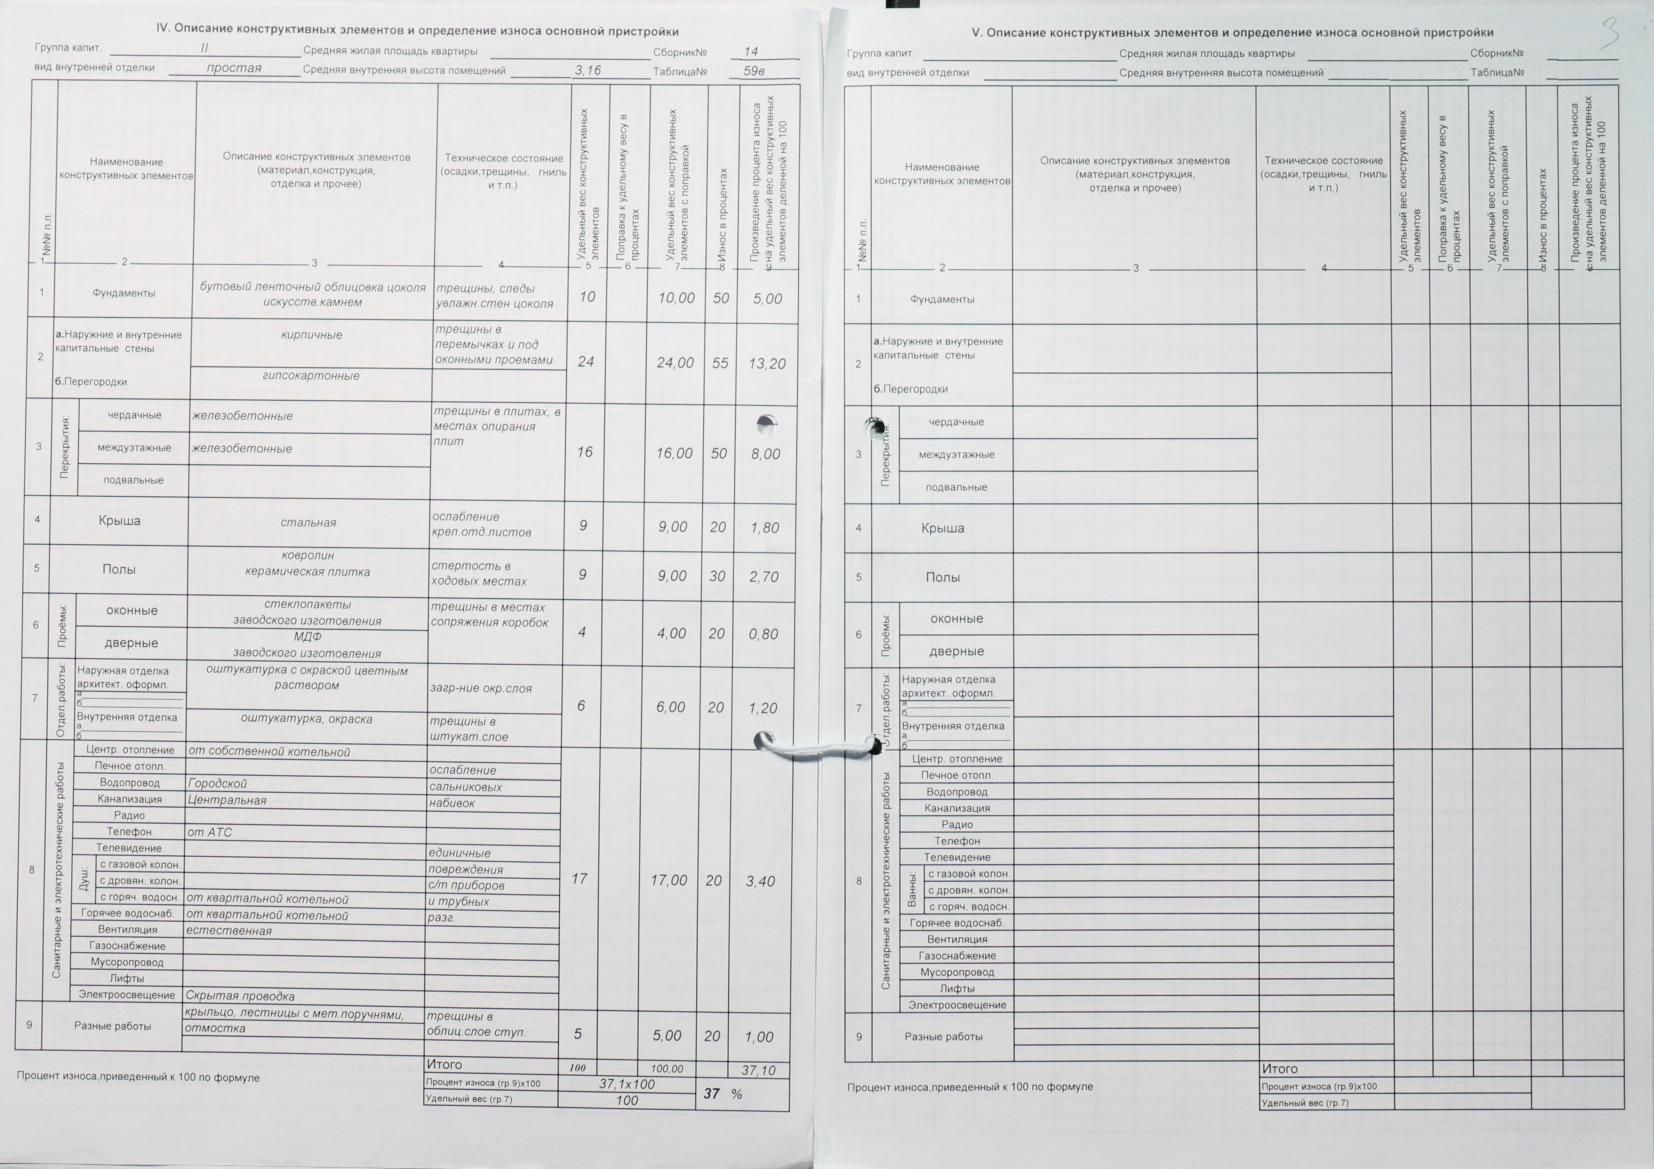 IV. Описание конструктивных элементов и определение износа основной пристройки
Группа капит. II Средняя жилая площадь квартиры Сборник№ 14
вид внутренней отделки простая Средняя внутренняя высота помещений 3,16 Таблица№ 59в
№№ п.п.
Наименование
конструктивных элементов
Описание конструктивных элементов
(материал,конструкция,
отделка и прочее)
Техническое состояние
(осадки,трещины, гниль
и т.п.)
Удельный вес конструктивных
элементов
Поправка к удельному весу в
процентах
Удельный вес конструктивных
элементов с поправкой
Износ в процентах
Произведение процента износа
на удельный вес конструктивных
элементов деленной на 100
1 2 3 4 5 6 7 8
1 Фундаменты бутовый ленточный облицовка цоколя трещины, следы 10 10,00 50 5,00
искусств.камнем увлажн.стен цоколя
2 а.Наружние и внутренние кирпичные трещины в
капитальные стены перемычках и под
оконными проемами 24 24,00 55 13,20
б.Перегородки гипсокартонные
3 Перекрытия: чердачные железобетонные трещины в плитах, в
местах опирания
междуэтажные железобетонные плит 16 16,00 50 8,00
подвальные
4 Крыша стальная ослабление 9 9,00 20 1,80
креп.отд.листов
5 Полы ковролин стертость в 9 9,00 30 2,70
керамическая плитка ходовых местах
6 Проёмы: оконные стеклопакеты трещины в местах
заводского изготовления сопряжения коробок
дверные МДФ 4 4,00 20 0,80
заводского изготовления
7 Отдел.работы: Наружная отделка оштукатурка с окраской цветным
архитект. оформл. раствором загр-ние окр.слоя
а
б
6 6,00 20 1,20
Внутренняя отделка оштукатурка, окраска трещины в
а штукат.слое
б
8 Санитарные и электротехнические работы
Центр. отопление от собственной котельной
Печное отопл. ослабление
Водопровод Городской сальниковых
Канализация Центральная набивок
Радио
Телефон от АТС
Телевидение единичные
Душ: с газовой колон. повреждения
с дровян. колон. с/т приборов 17 17,00 20 3,40
с горяч. водосн. от квартальной котельной и трубных
Горячее водоснаб. от квартальной котельной разг.
Вентиляция естественная
Газоснабжение
Мусоропровод
Лифты
Электроосвещение Скрытая проводка
9 Разные работы крыльцо, лестницы с мет.поручнями, трещины в
отмостка облиц.слое ступ. 5 5,00 20 1,00
Итого 100 100,00 37,10
Процент износа,приведенный к 100 по формуле Процент износа (гр.9)х100 37,1х100 37 %
Удельный вес (гр.7) 100
3
V. Описание конструктивных элементов и определение износа основной пристройки
Группа капит. Средняя жилая площадь квартиры Сборник№
вид внутренней отделки Средняя внутренняя высота помещений Таблица№
№№ п.п.
Наименование
конструктивных элементов
Описание конструктивных элементов
(материал,конструкция,
отделка и прочее)
Техническое состояние
(осадки,трещины, гниль
и т.п.)
Удельный вес конструктивных
элементов
Поправка к удельному весу в
процентах
Удельный вес конструктивных
элементов с поправкой
Износ в процентах
Произведение процента износа
на удельный вес конструктивных
элементов деленной на 100
1 2 3 4 5 6 7 8
1 Фундаменты
2 а.Наружние и внутренние
капитальные стены
б.Перегородки
3 Перекрытия: чердачные
междуэтажные
подвальные
4 Крыша
5 Полы
6 Проёмы: оконные
дверные
7 Отдел.работы: Наружная отделка
архитект. оформл.
а
б
Внутренняя отделка
а
б
8 Санитарные и электротехнические работы
Центр. отопление
Печное отопл.
Водопровод
Канализация
Радио
Телефон
Телевидение
Ванны: с газовой колон.
с дровян. колон.
с горяч. водосн.
Горячее водоснаб.
Вентиляция
Газоснабжение
Мусоропровод
Лифты
Электроосвещение
9 Разные работы
Итого
Процент износа,приведенный к 100 по формуле Процент износа (гр.9)х100
Удельный вес (гр.7)